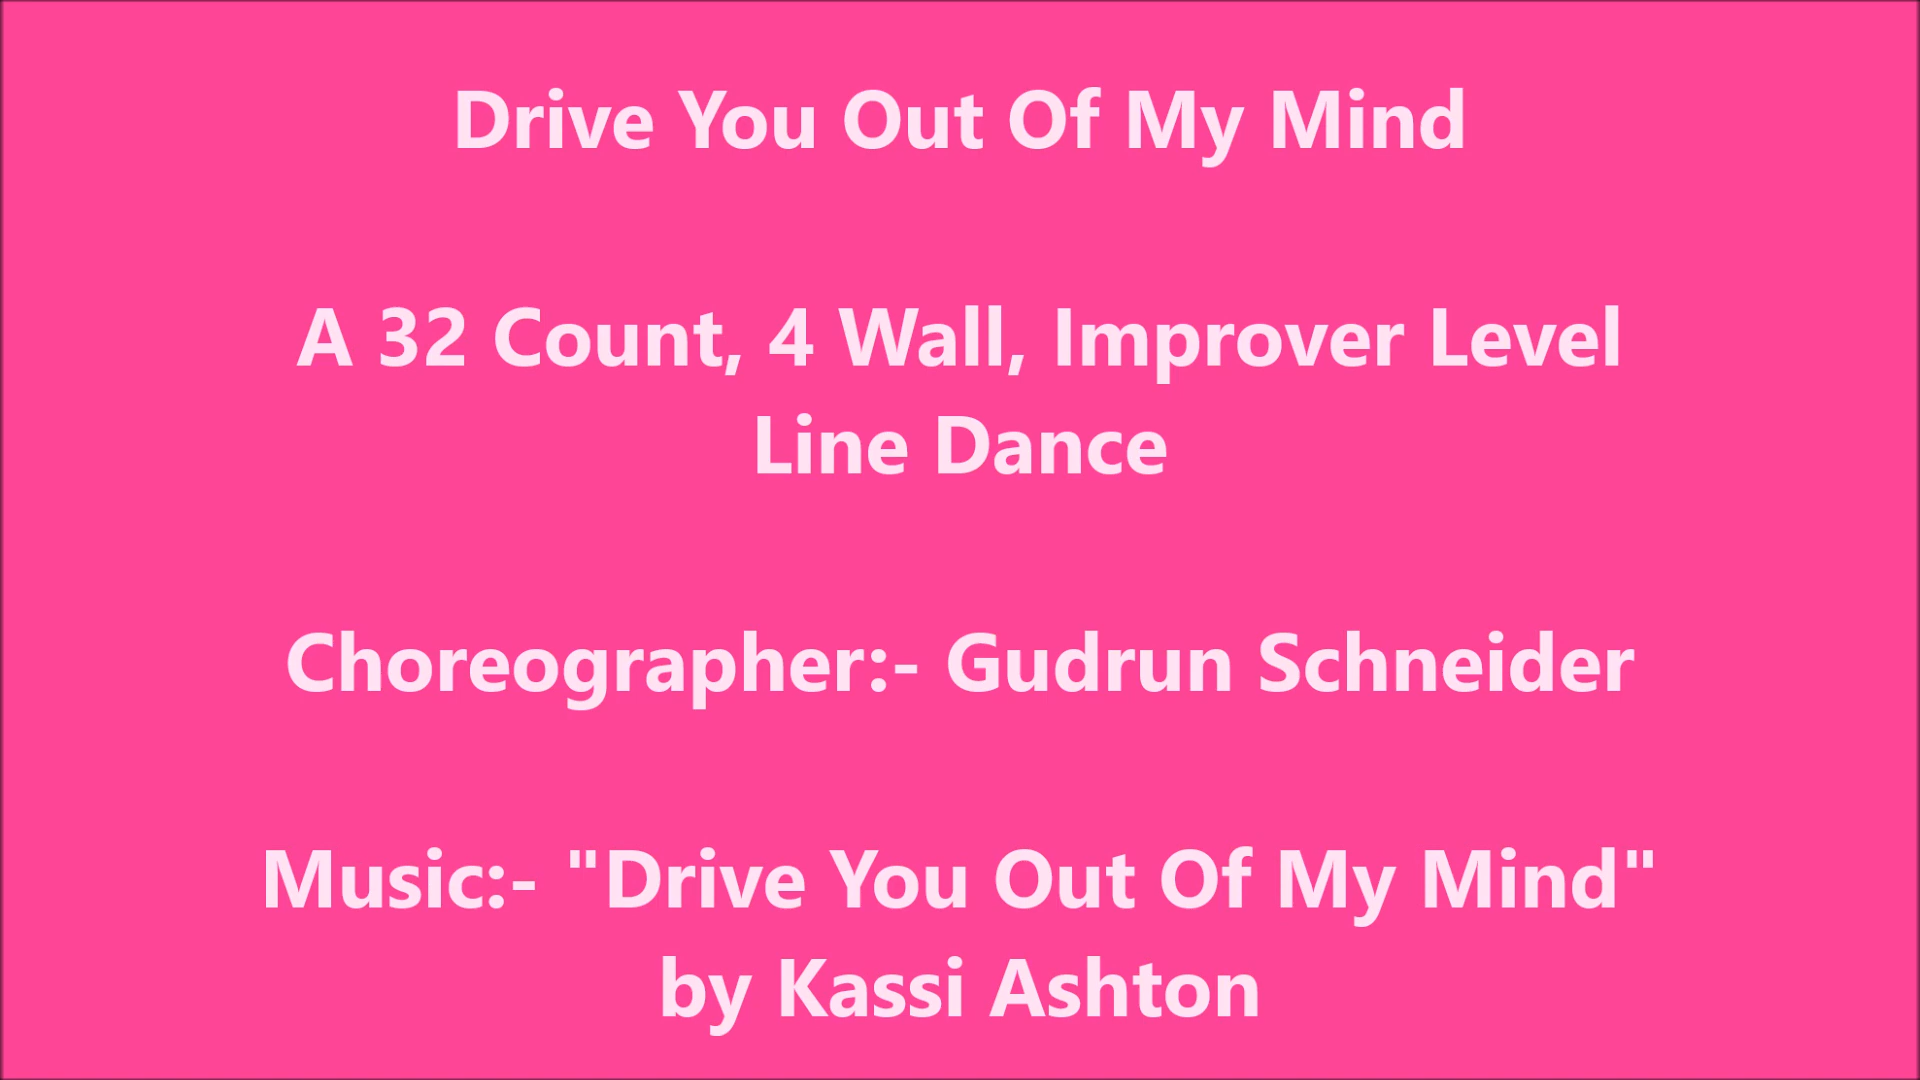 Drive You Out Of My Mind
A 32 Count, 4 Wall, Improver Level
Line Dance
Choreographer:- Gudrun Schneider
Music:- "Drive You Out Of My Mind"
by Kassi Ashton